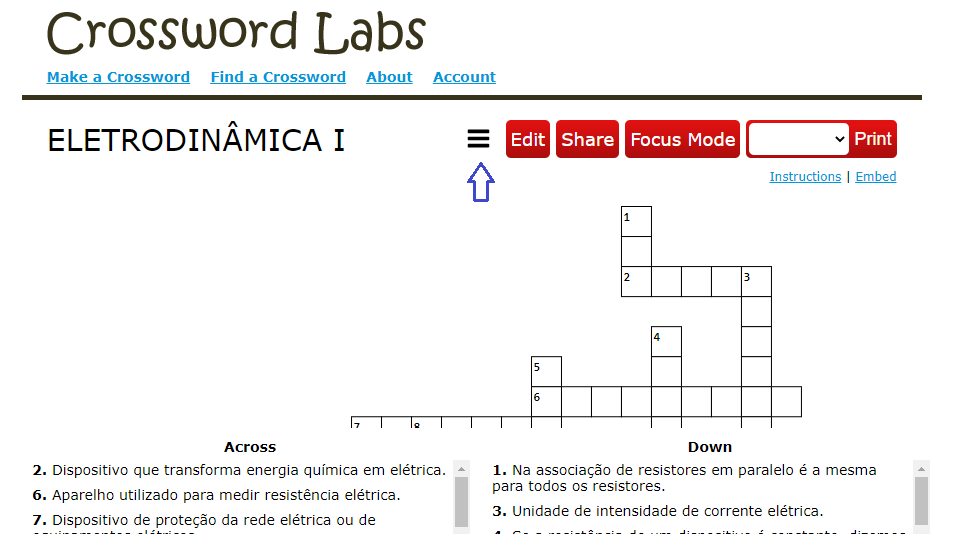 Crossword Labs
Make a Crossword Find a Crossword About Account
ELETRODINÂMICA I
Edit Share Focus Mode Print
Instructions | Embed
1
2 3
4
5
6
7 8
Across
2. Dispositivo que transforma energia química em elétrica.
6. Aparelho utilizado para medir resistência elétrica.
7. Dispositivo de proteção da rede elétrica ou de
equipamentos elétricos.
Down
1. Na associação de resistores em paralelo é a mesma
para todos os resistores.
3. Unidade de intensidade de corrente elétrica.
4. Se a resistência de um dispositivo é constante, dizemos